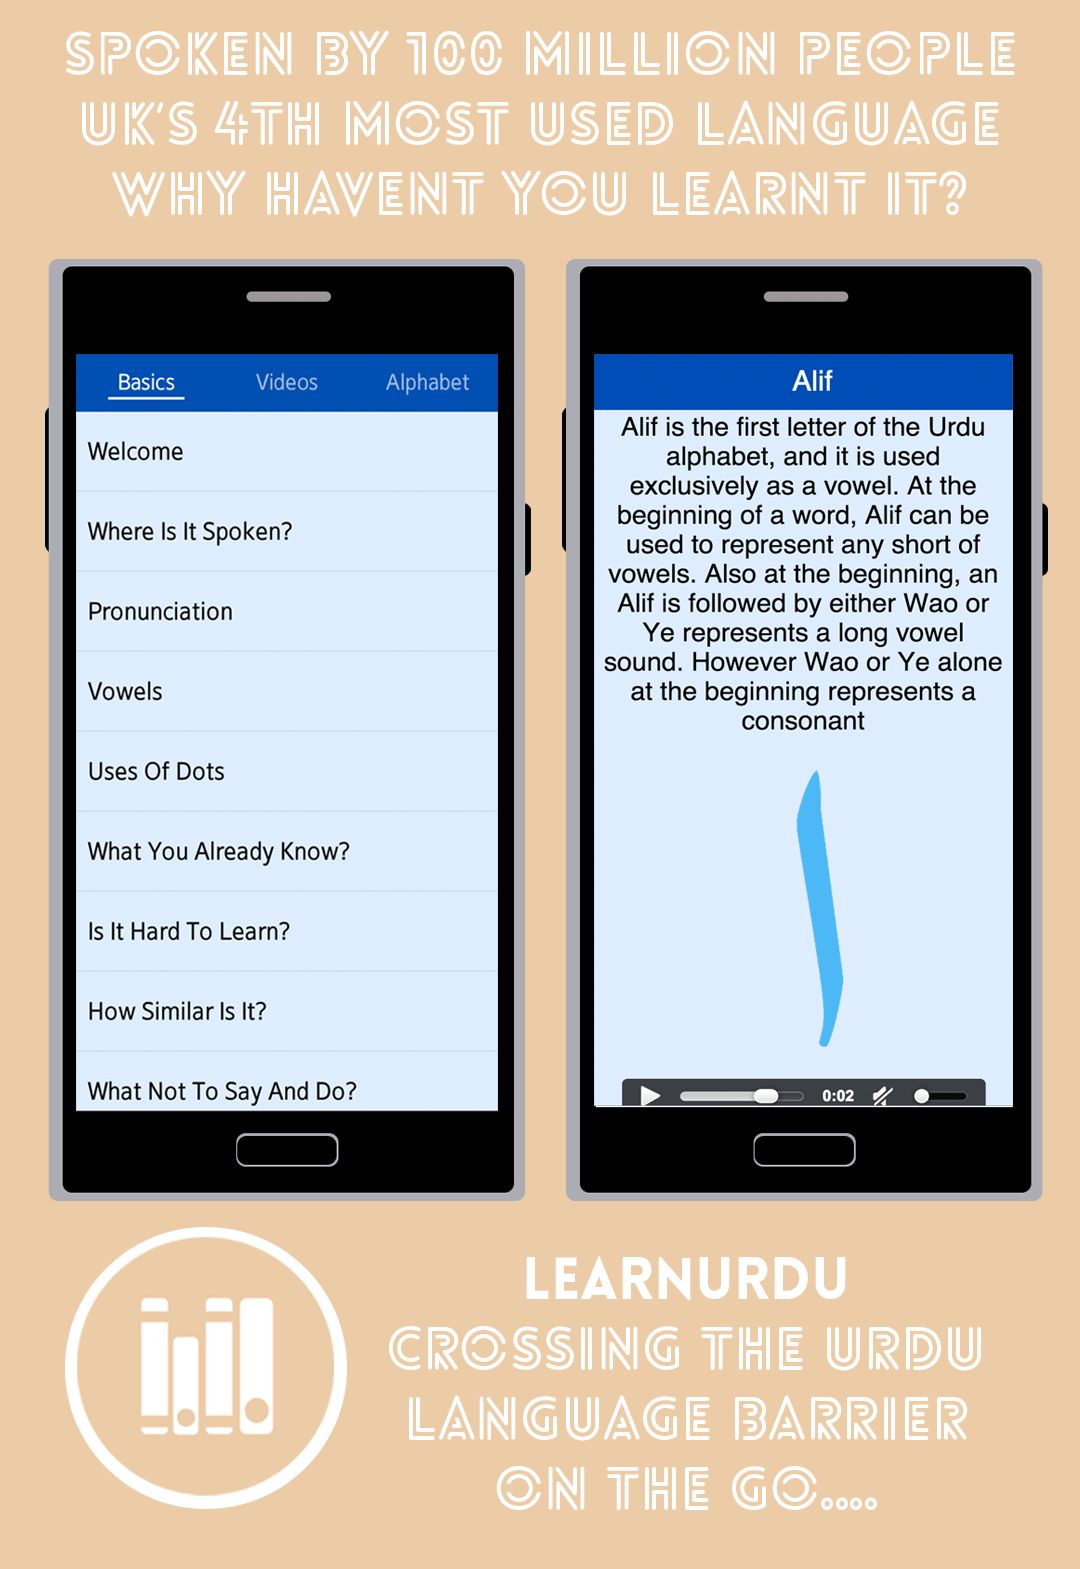 SPOKEN BY 100 MILLION PEOPLE
UK'S 4TH MOST USED LANGUAGE
WHY HAVENT YOU LEARNT IT?
Basics Videos Alphabet
Welcome
Where Is It Spoken?
Pronunciation
Vowels
Uses Of Dots
What You Already Know?
Is It Hard To Learn?
How Similar Is It?
What Not To Say And Do?
Alif
Alif is the first letter of the Urdu
alphabet, and it is used
exclusively as a vowel. At the
beginning of a word, Alif can be
used to represent any short of
vowels. Also at the beginning, an
Alif is followed by either Wao or
Ye represents a long vowel
sound. However Wao or Ye alone
at the beginning represents a
consonant
ا
0:02
LEARNURDU
CROSSING THE URDU
LANGUAGE BARRIER
ON THE GO....